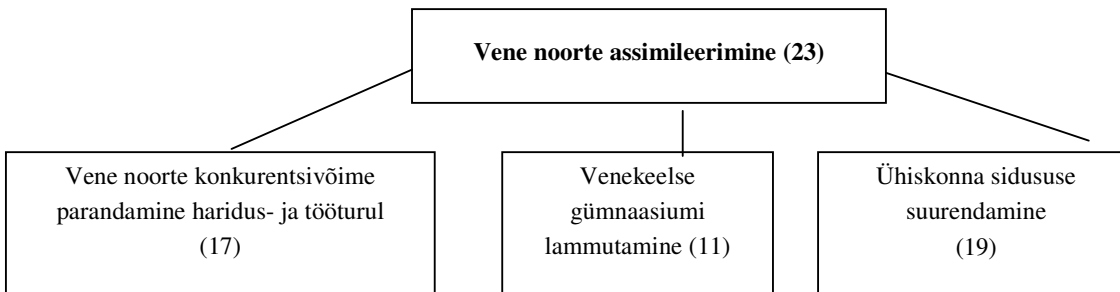 Vene noorte assimileerimine (23)
Vene noorte konkurentsivõime
parandamine haridus- ja tööturul
(17)
Venekeelse
gümnaasiumi
lammutamine (11)
Ühiskonna sidususe
suurendamine
(19)